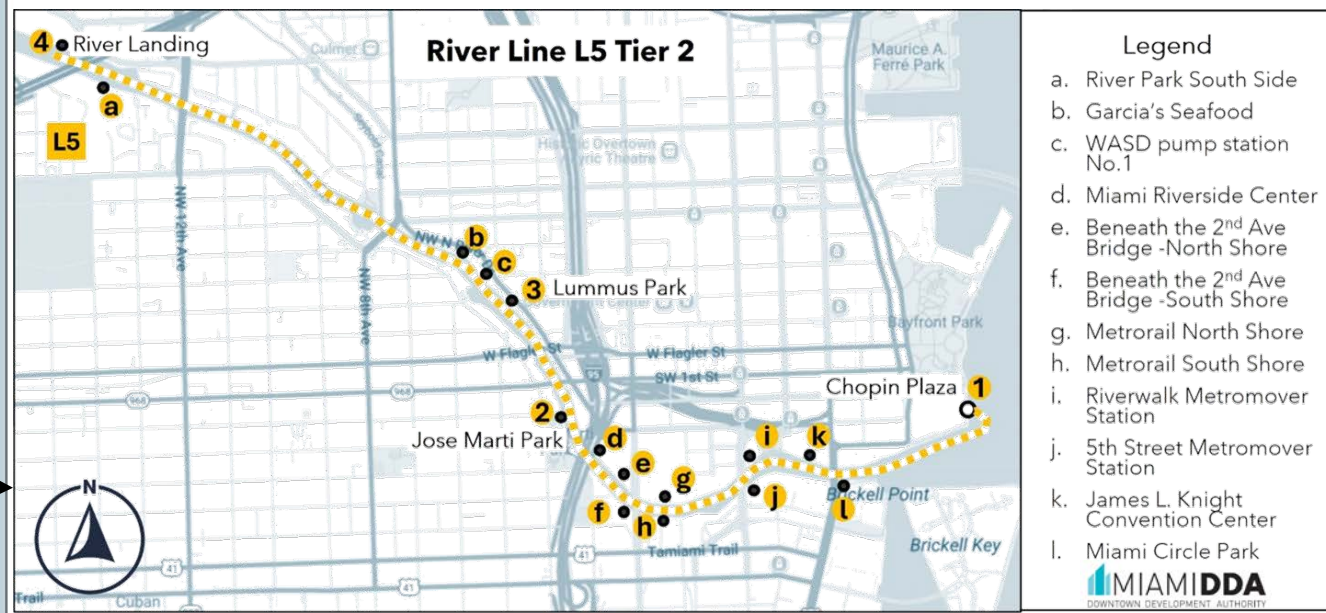 River Line L5 Tier 2
4
River Landing
a
L5
Culmer
Maurice A.
Ferré Park
NW 12th Ave
NW 8th Ave
b
c
3
Lummus Park
Bayfront Park
W Flagler St
W Flagler St
95
SW 1st St
968
968
Chopin Plaza
1
2
Jose Marti Park
d
e
f
g
h
i
j
k
l
Brickell Point
Brickell Key
Tamiami Trail
41
41
41
Trail
Cuban
N
Legend
a. River Park South Side
b. Garcia's Seafood
c. WASD pump station
No.1
d. Miami Riverside Center
e. Beneath the 2nd Ave
Bridge -North Shore
f. Beneath the 2nd Ave
Bridge -South Shore
g. Metrorail North Shore
h. Metrorail South Shore
i. Riverwalk Metromover
Station
j. 5th Street Metromover
Station
k. James L. Knight
Convention Center
l. Miami Circle Park
MIAMIDDA
DOWNTOWN DEVELOPMENT AUTHORITY